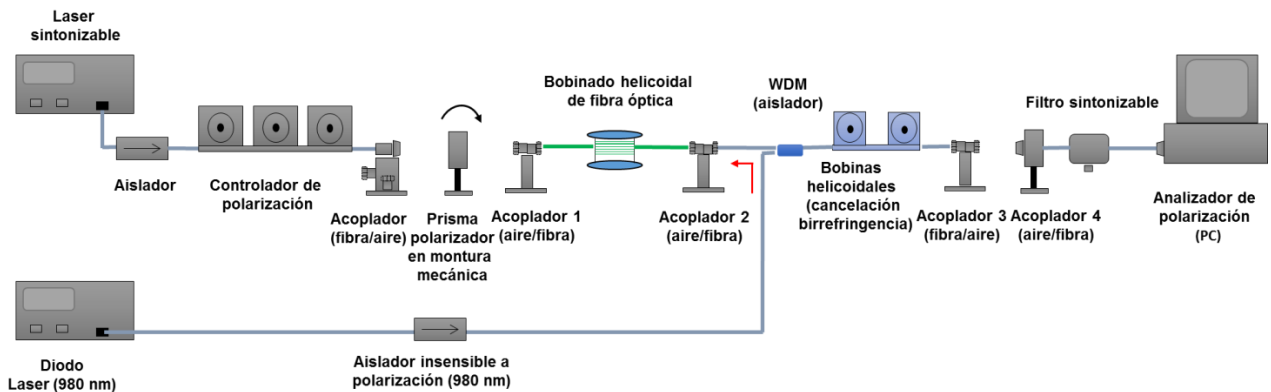 Laser
sintonizable
Aislador
Controlador de
polarización
Acoplador
(fibra/aire)
Prisma
polarizador
en montura
mecánica
Acoplador 1
(aire/fibra)
Bobinado helicoidal
de fibra óptica
Acoplador 2
(aire/fibra)
WDM
(aislador)
Bobinas
helicoidales
(cancelación
birrefringencia)
Acoplador 3
(fibra/aire)
Acoplador 4
(aire/fibra)
Filtro sintonizable
Analizador de
polarización
(PC)
Diodo
Laser (980 nm)
Aislador insensible a
polarización (980 nm)